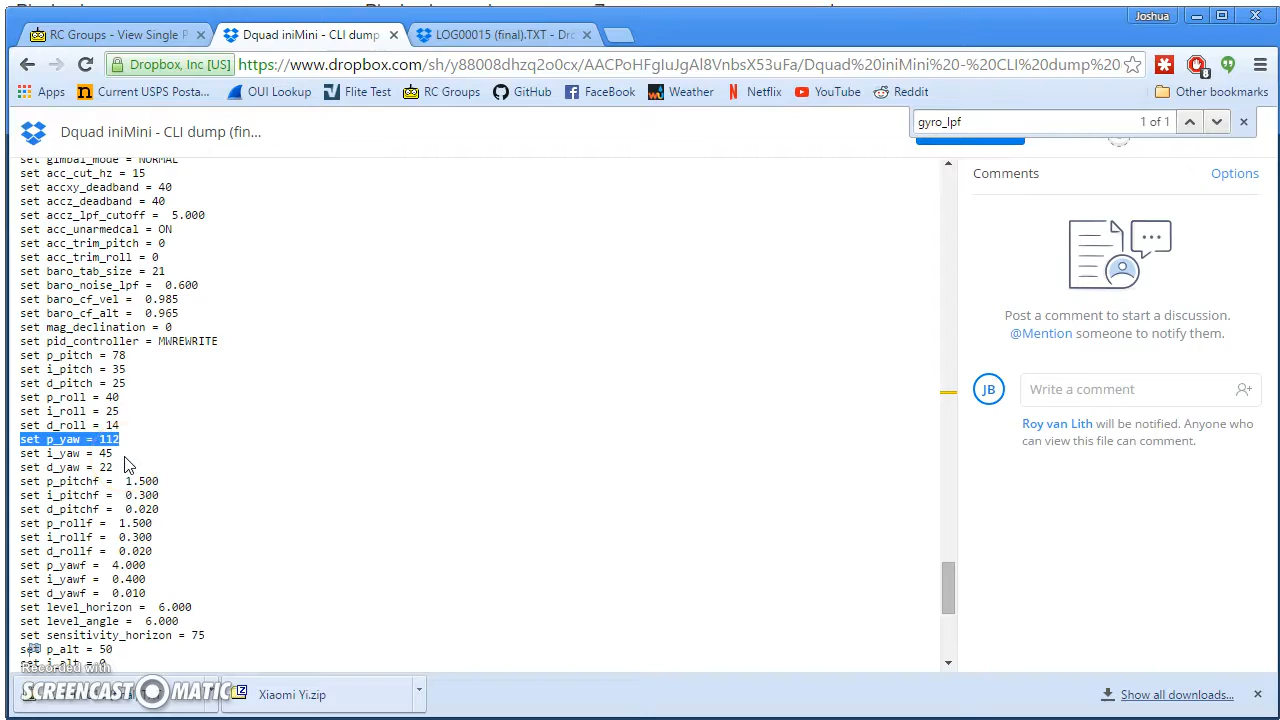 Joshua
RC Groups - View Single P
Dquad iniMini - CLI dump
LOG00015 (final).TXT - Dr
Dropbox, Inc [US]
https://www.dropbox.com/sh/y88008dhzq2o0cx/AACPoHFgIuJgAI8VnbsX53uFa/Dquad%20iniMini%20-%20CLI%20dump%20
8
Apps
Current USPS Posta...
OUI Lookup
Flite Test
RC Groups
GitHub
FaceBook
Weather
Netflix
YouTube
Reddit
Other bookmarks
gyro_lpf
1 of 1
Dquad iniMini - CLI dump (fin...
set gimbal_mode = NORMAL
set acc_cut_hz = 15
set accxy_deadband = 40
set accz_deadband = 40
set accz_lpf_cutoff =  5.000
set acc_unarmedcal = ON
set acc_trim_pitch = 0
set acc_trim_roll = 0
set baro_tab_size = 21
set baro_noise_lpf =  0.600
set baro_cf_vel =  0.985
set baro_cf_alt =  0.965
set mag_declination = 0
set pid_controller = MWREWRITE
set p_pitch = 78
set i_pitch = 35
set d_pitch = 25
set p_roll = 40
set i_roll = 25
set d_roll = 14
set p_yaw = 112
set i_yaw = 45
set d_yaw = 22
set p_pitchf =  1.500
set i_pitchf =  0.300
set d_pitchf =  0.020
set p_rollf =  1.500
set i_rollf =  0.300
set d_rollf =  0.020
set p_yawf =  4.000
set i_yawf =  0.400
set d_yawf =  0.010
set level_horizon =  6.000
set level_angle =  6.000
set sensitivity_horizon = 75
set p_alt = 50
set i_alt = 0
Comments
Options
Post a comment to start a discussion.
@Mention someone to notify them.
JB
Write a comment
Roy van Lith will be notified. Anyone who
can view this file can comment.
Recorded with
SCREENCAST MATIC
Xiaomi Yi.zip
Show all downloads...